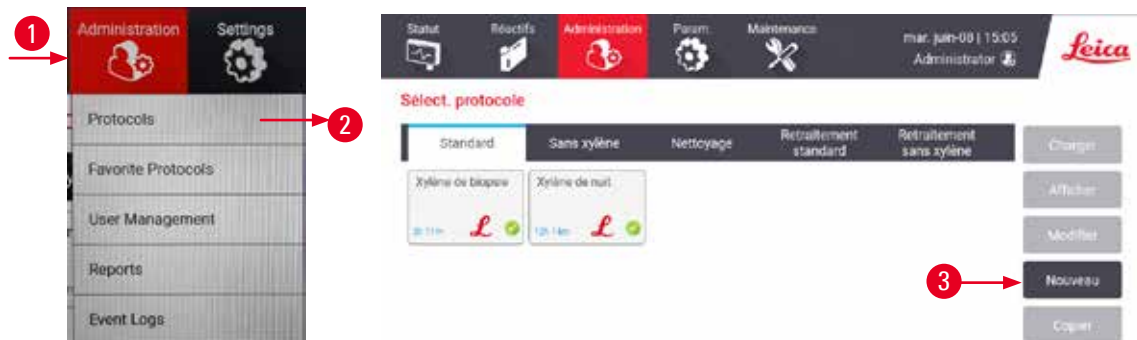 1
Administration
Settings
Protocols
2
Favorite Protocols
User Management
Reports
Event Logs
Statut
Réactifs
Administration
Param.
Maintenance
mar. juin-08 | 15:05
Administrator
Leica
Sélect. protocole
Standard
Sans xylène
Nettoyage
Retraitement
standard
Retraitement
sans xylène
Xylène de biopsie
Xylène de nuit
L
L
Charger
Afficher
Modifier
3
Nouveau
Copier